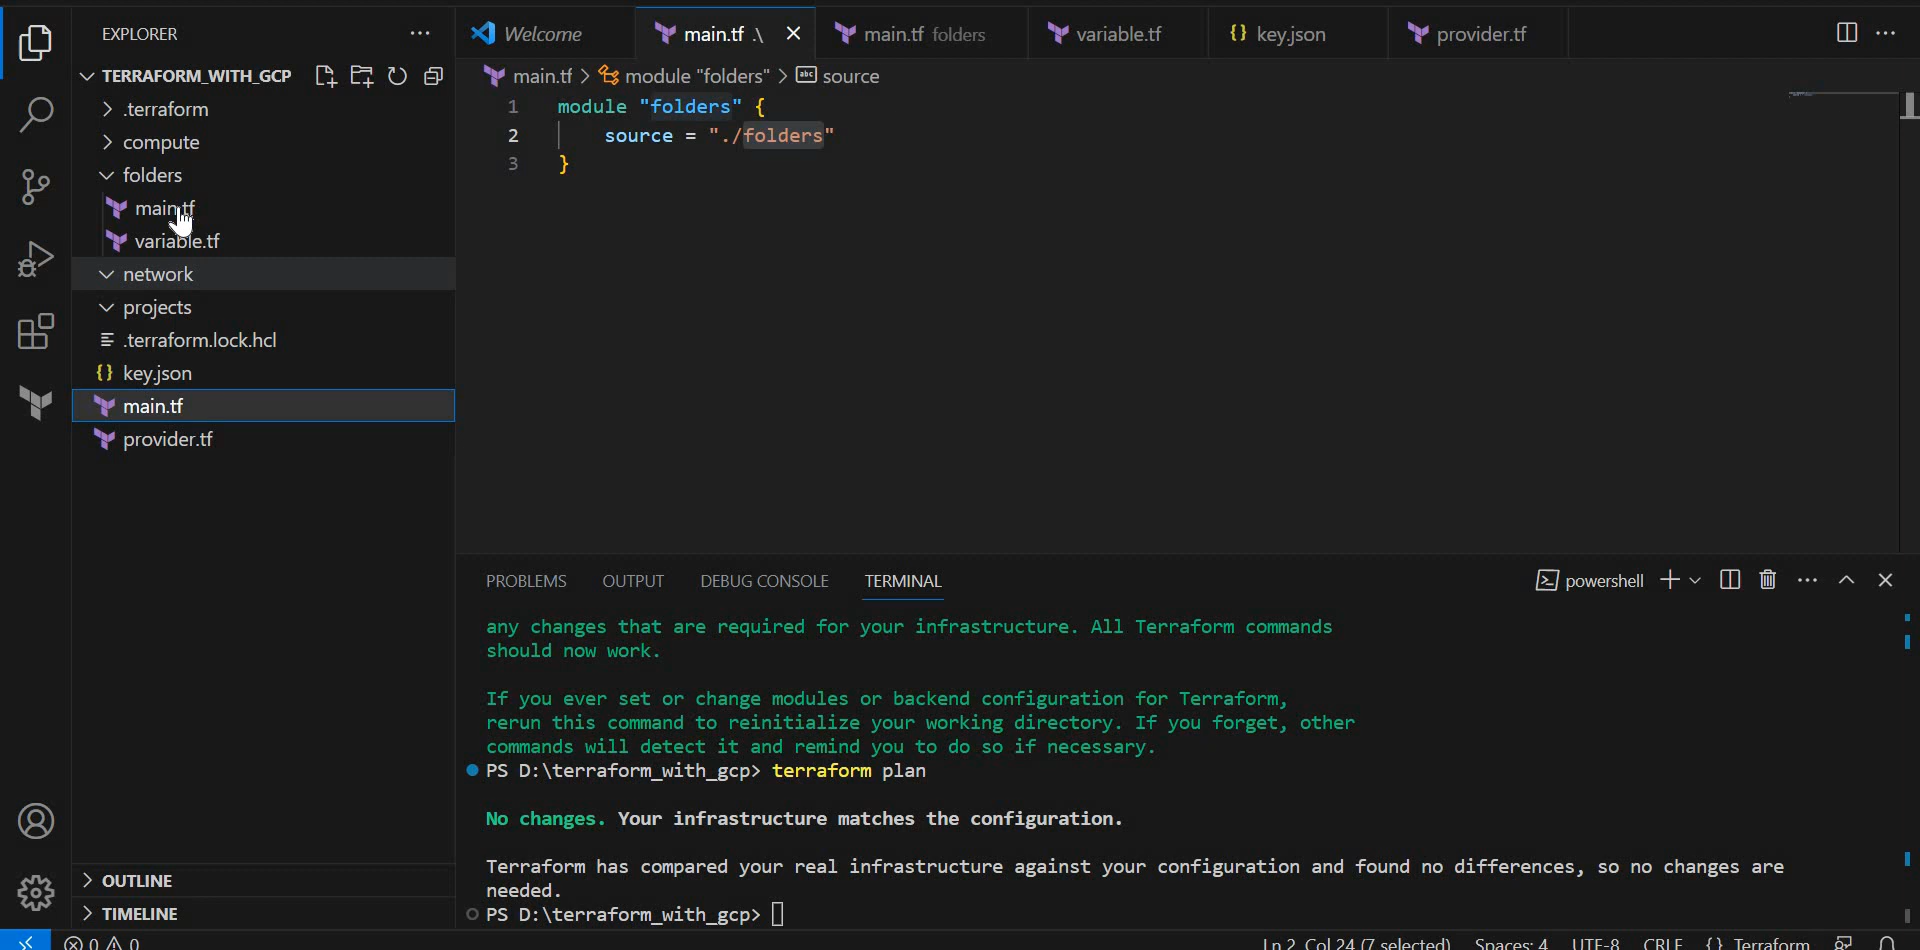 EXPLORER
TERRAFORM_WITH_GCP
.terraform
compute
folders
main.tf
variable.tf
network
projects
.terraform.lock.hcl
{} key.json
main.tf
provider.tf
OUTLINE
TIMELINE
Welcome
main.tf .\
main.tf folders
variable.tf
{} key.json
provider.tf
main.tf > module "folders" > abc source
1 module "folders" {
2 source = "./folders"
3 }
PROBLEMS OUTPUT DEBUG CONSOLE TERMINAL
powershell
any changes that are required for your infrastructure. All Terraform commands
should now work.
If you ever set or change modules or backend configuration for Terraform,
rerun this command to reinitialize your working directory. If you forget, other
commands will detect it and remind you to do so if necessary.
PS D:\terraform_with_gcp> terraform plan
No changes. Your infrastructure matches the configuration.
Terraform has compared your real infrastructure against your configuration and found no differences, so no changes are
needed.
PS D:\terraform_with_gcp>
0 0
Ln 2, Col 24 (7 selected) Spaces: 4 UTF-8 CRLF {} Terraform